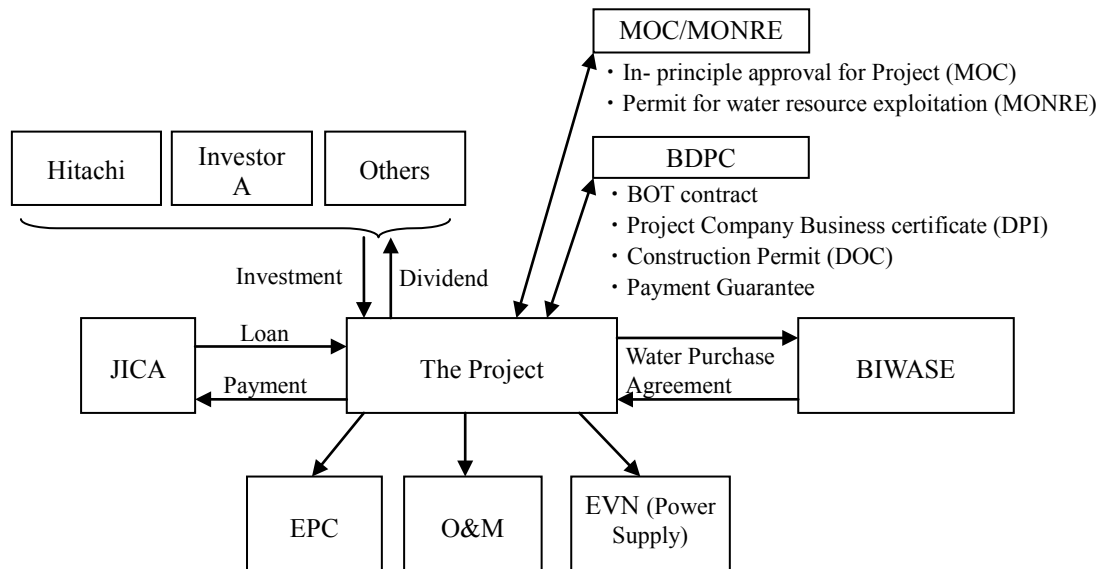 MOC/MONRE
・In- principle approval for Project (MOC)
・Permit for water resource exploitation (MONRE)
Hitachi
Investor
A
Others
BDPC
・BOT contract
・Project Company Business certificate (DPI)
・Construction Permit (DOC)
・Payment Guarantee
Investment
Dividend
JICA
Loan
Payment
The Project
Water Purchase
Agreement
BIWASE
EPC
O&M
EVN (Power
Supply)